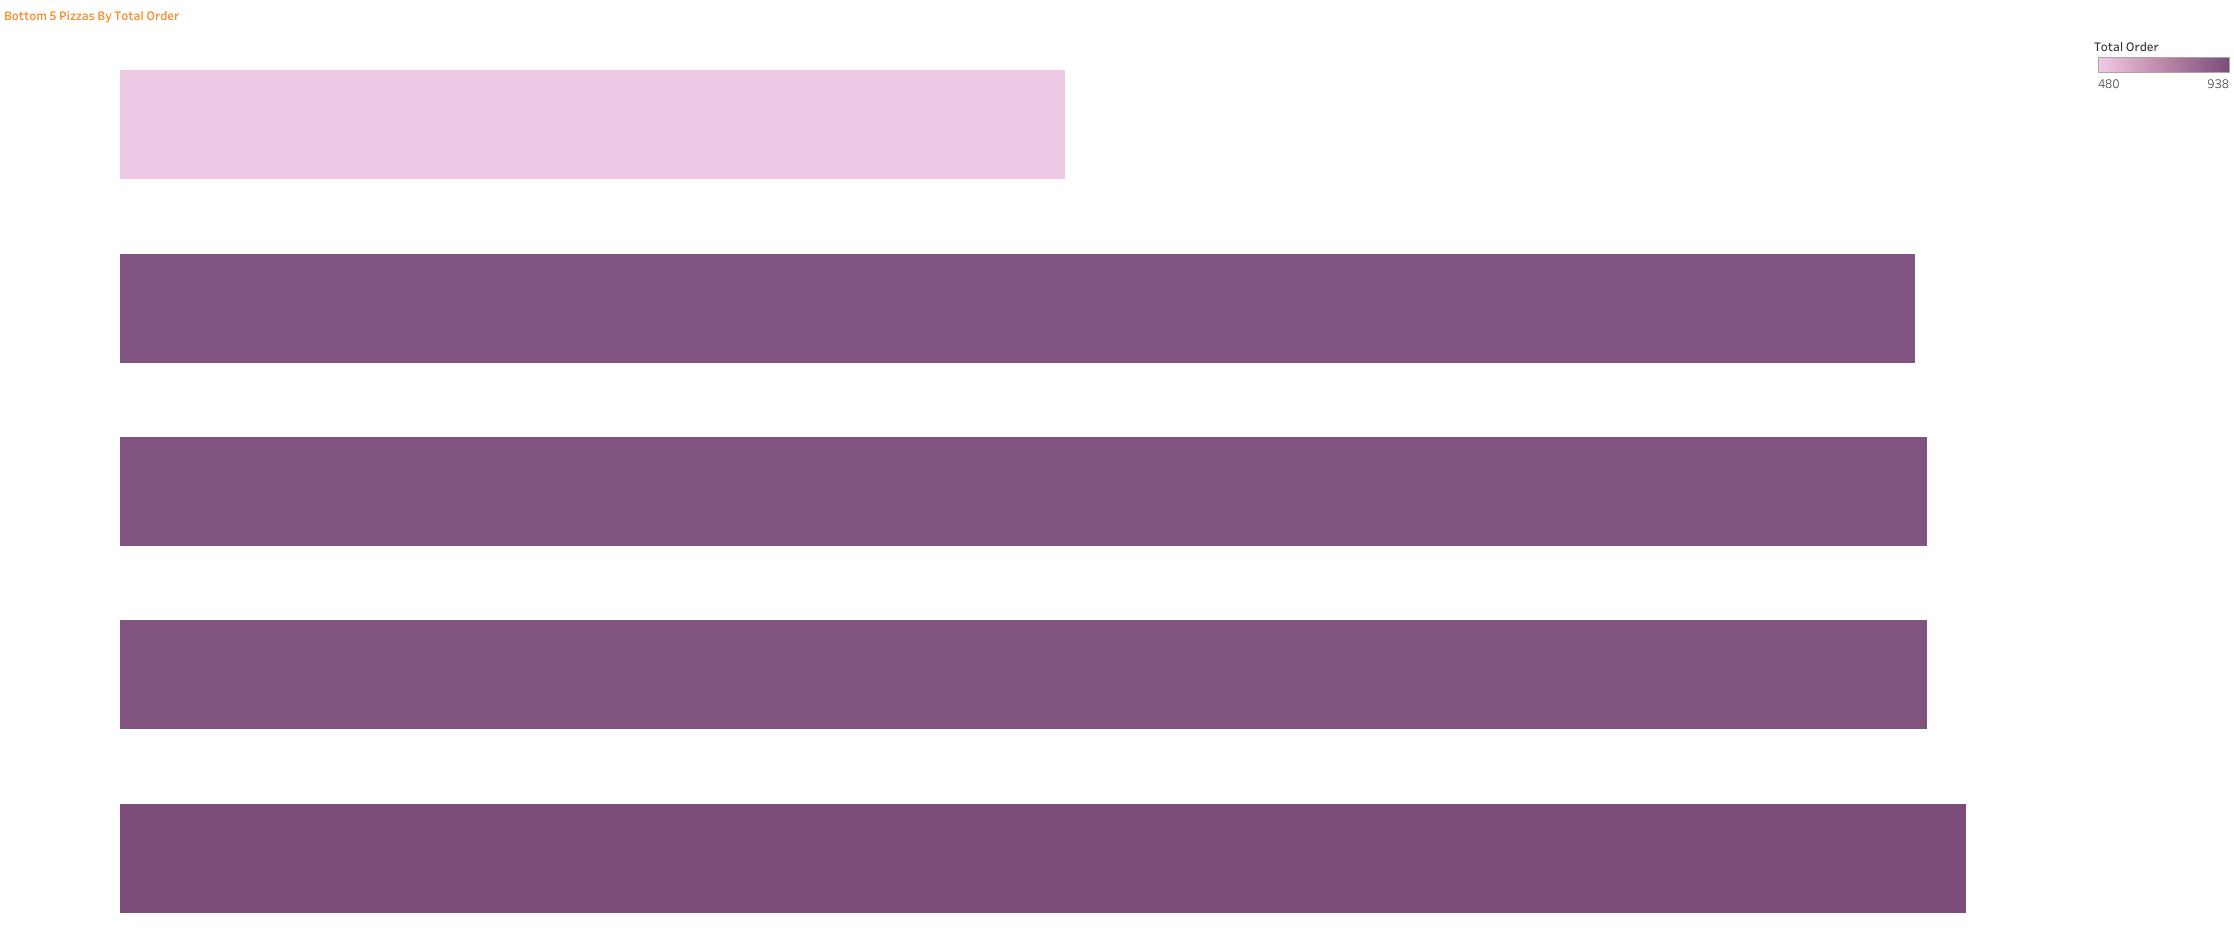 Bottom 5 Pizzas By Total Order
Total Order
480 938